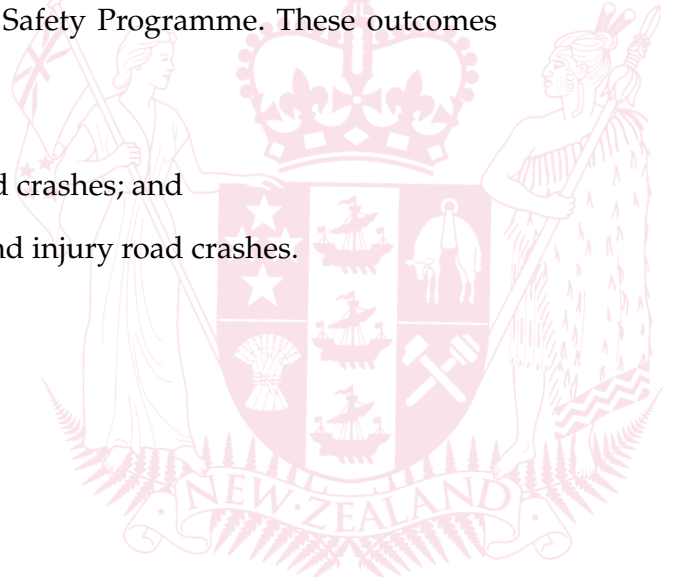 Safety Programme. These outcomes
d crashes; and
nd injury road crashes.
NEW·ZEALAND